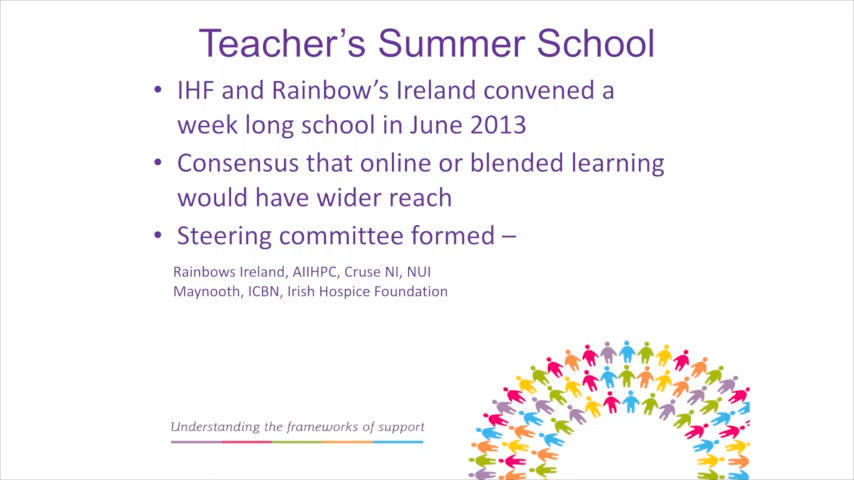 Teacher’s Summer School
• IHF and Rainbow’s Ireland convened a
week long school in June 2013
• Consensus that online or blended learning
would have wider reach
• Steering committee formed –
Rainbows Ireland, AIIHPC, Cruse NI, NUI
Maynooth, ICBN, Irish Hospice Foundation
Understanding the frameworks of support